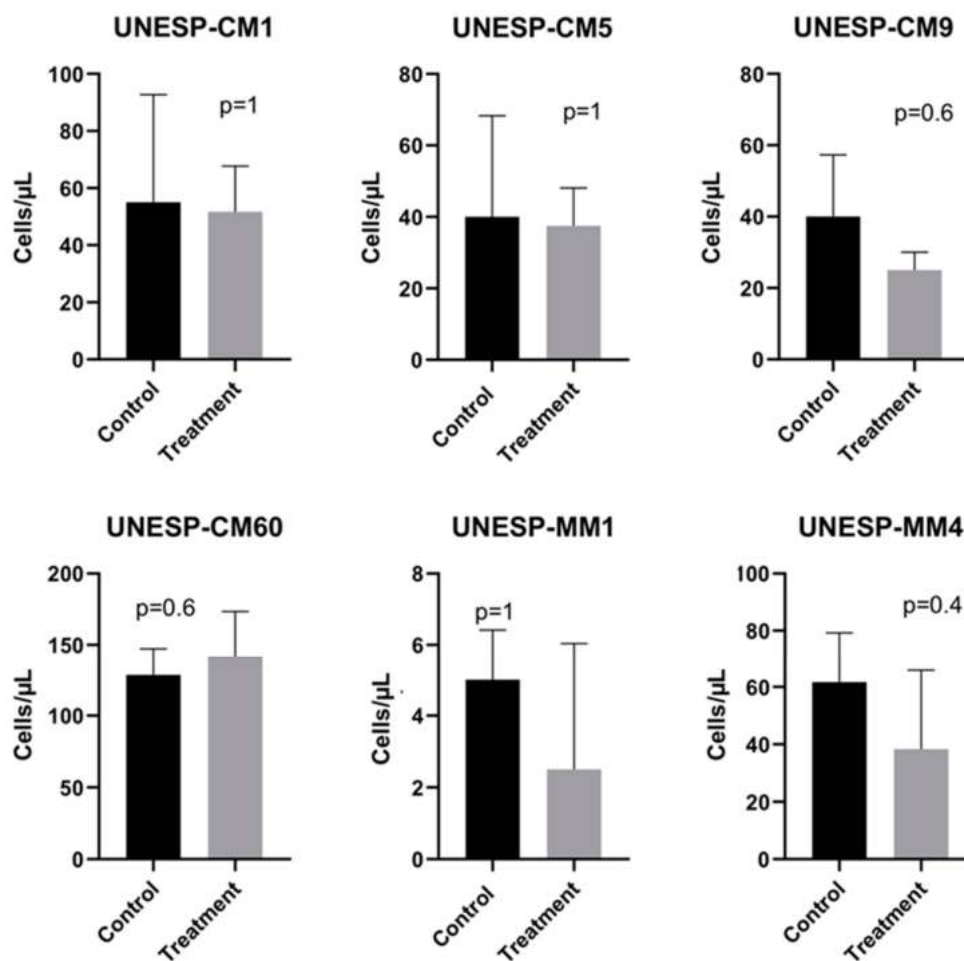 UNESP-CM1
Cells/µL
100
80
60
40
20
0
p=1
Control
Treatment
UNESP-CM5
Cells/µL
80
60
40
20
0
p=1
Control
Treatment
UNESP-CM9
Cells/µL
80
60
40
20
0
p=0.6
Control
Treatment
UNESP-CM60
Cells/µL
200
150
100
50
0
p=0.6
Control
Treatment
UNESP-MM1
Cells/µL
8
6
4
2
0
p=1
Control
Treatment
UNESP-MM4
Cells/µL
100
80
60
40
20
0
p=0.4
Control
Treatment